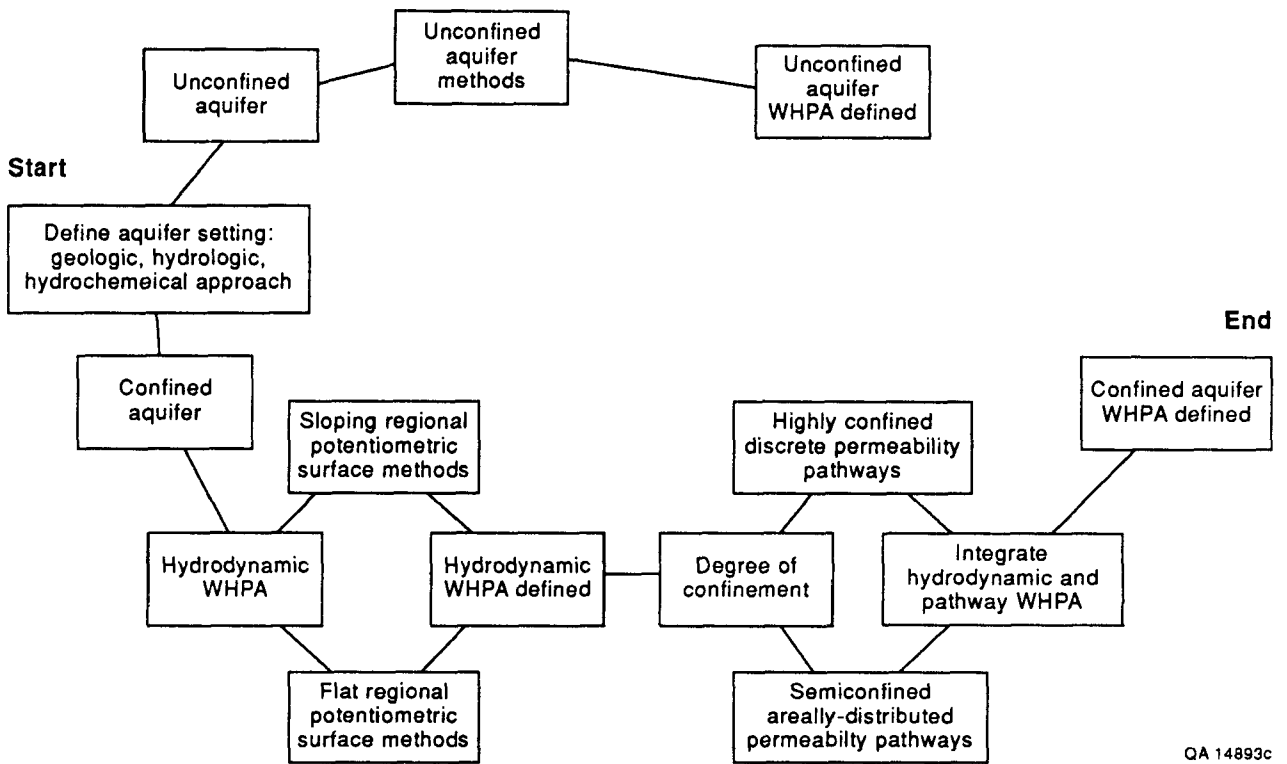 Unconfined
aquifer
methods
Unconfined
aquifer
Unconfined
aquifer
WHPA defined
Start
Define aquifer setting:
geologic, hydrologic,
hydrochemeical approach
End
Confined
aquifer
Confined aquifer
WHPA defined
Sloping regional
potentiometric
surface methods
Highly confined
discrete permeability
pathways
Hydrodynamic
WHPA
Hydrodynamic
WHPA defined
Degree of
confinement
Integrate
hydrodynamic and
pathway WHPA
Flat regional
potentiometric
surface methods
Semiconfined
areally-distributed
permeabilty pathways
QA 14893c